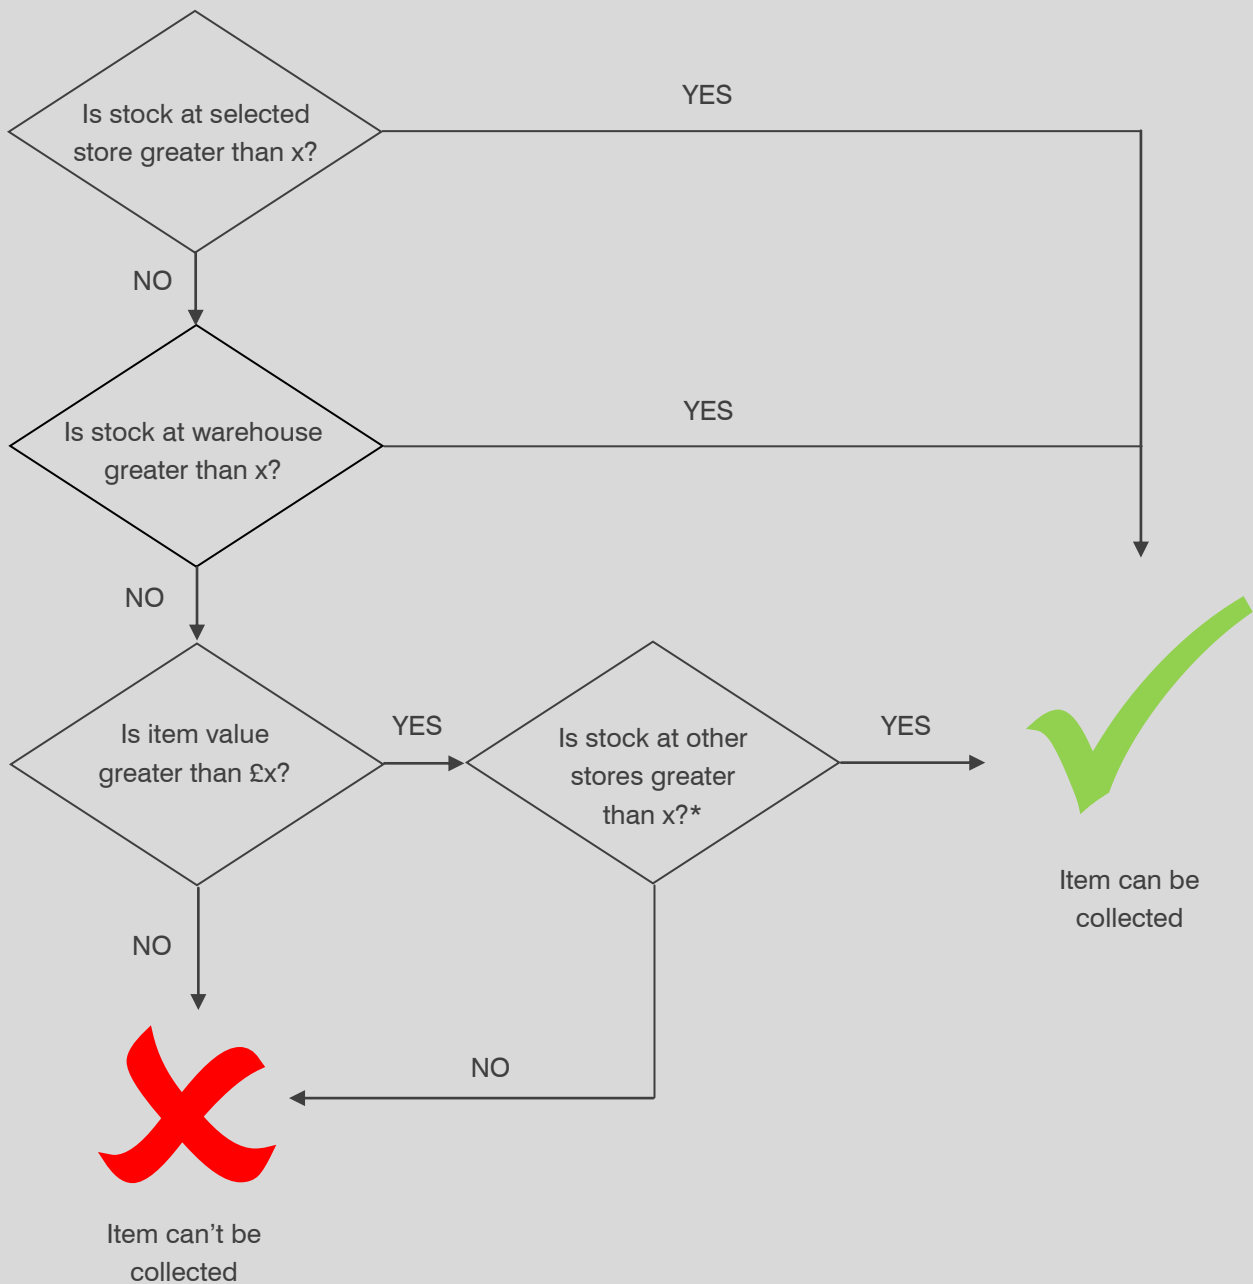 Is stock at selected
store greater than x?
YES
NO
Is stock at warehouse
greater than x?
YES
NO
Is item value
greater than £x?
YES
Is stock at other
stores greater
than x?*
YES
Item can be
collected
NO
NO
Item can’t be
collected